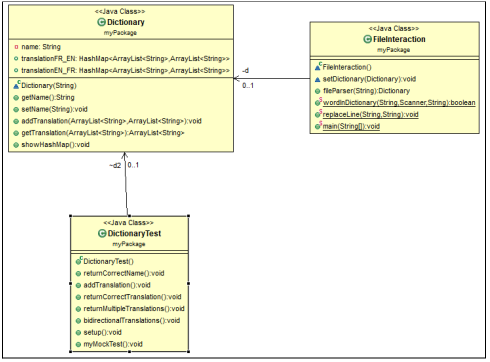 <<Java Class>>
Dictionary
myPackage
name: String
translationFR_EN: HashMap<ArrayList<String>,ArrayList<String>>
translationEN_FR: HashMap<ArrayList<String>,ArrayList<String>>
Dictionary(String)
getName():String
setName(String):void
addTranslation(ArrayList<String>,ArrayList<String>):void
getTranslation(ArrayList<String>):ArrayList<String>
showHashMap():void
-d
0..1
<<Java Class>>
FileInteraction
myPackage
FileInteraction()
setDictionary(Dictionary):void
fileParser(String):Dictionary
wordInDictionary(String,Scanner,String):boolean
replaceLine(String,String):void
main(String[]):void
~d2 0..1
<<Java Class>>
DictionaryTest
myPackage
DictionaryTest()
returnCorrectName():void
addTranslation():void
returnCorrectTranslation():void
returnMultipleTranslations():void
bidirectionalTranslations():void
setup():void
myMockTest():void